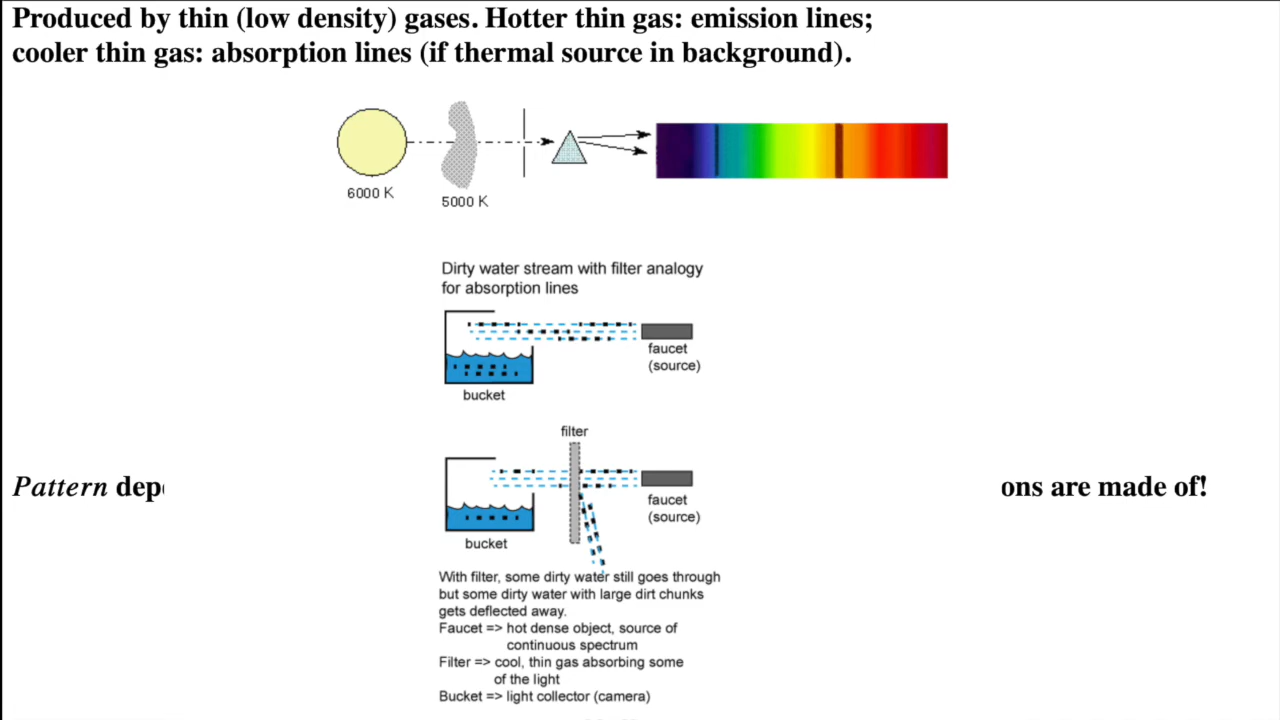 Produced by thin (low density) gases. Hotter thin gas: emission lines;
cooler thin gas: absorption lines (if thermal source in background).
6000 K
5000 K
Dirty water stream with filter analogy
for absorption lines
faucet
(source)
bucket
filter
Pattern
ons are made of!
faucet
(source)
bucket
With filter, some dirty water still goes through
but some dirty water with large dirt chunks
gets deflected away.
Faucet => hot dense object, source of
continuous spectrum
Filter => cool, thin gas absorbing some
of the light
Bucket => light collector (camera)